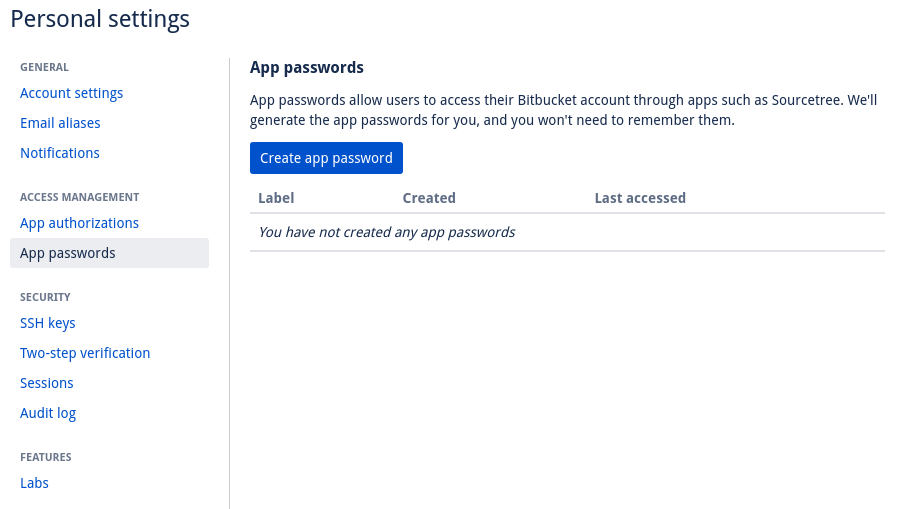 Personal settings
GENERAL
Account settings
Email aliases
Notifications
ACCESS MANAGEMENT
App authorizations
App passwords
SECURITY
SSH keys
Two-step verification
Sessions
Audit log
FEATURES
Labs
App passwords
App passwords allow users to access their Bitbucket account through apps such as Sourcetree. We'll
generate the app passwords for you, and you won't need to remember them.
Create app password
Label Created Last accessed
You have not created any app passwords